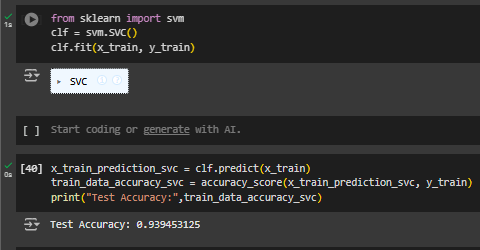 from sklearn import svm
clf = svm.SVC()
1s
clf.fit(x_train, y_train)
SVC
[ ] Start coding or generate with AI.
[40] x_train_prediction_svc = clf.predict(x_train)
0s
train_data_accuracy_svc = accuracy_score(x_train_prediction_svc, y_train)
print("Test Accuracy:",train_data_accuracy_svc)
Test Accuracy: 0.939453125